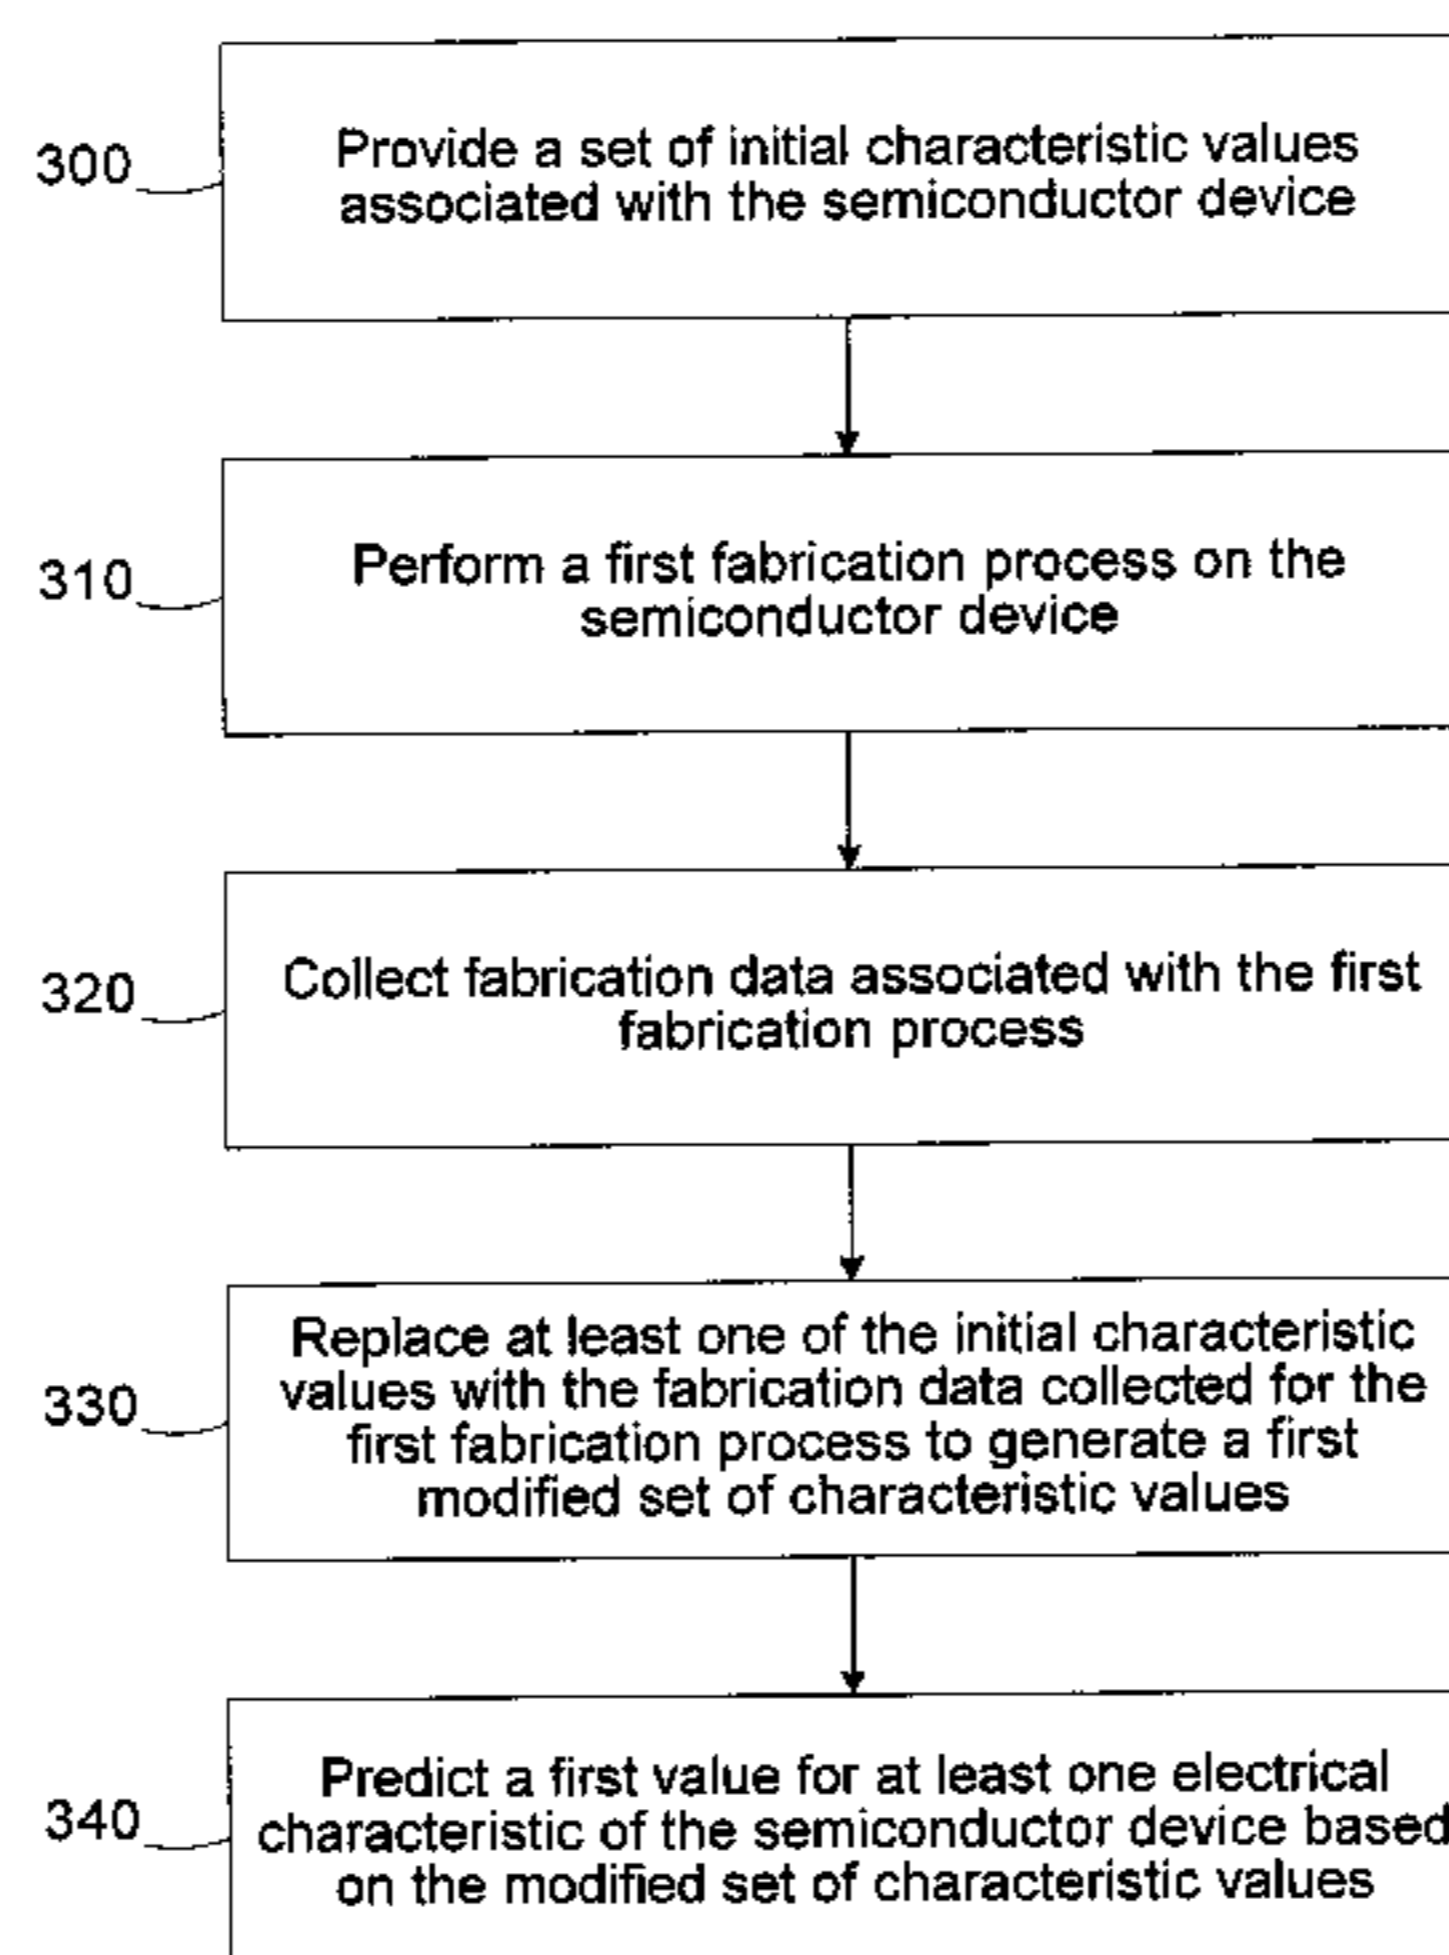 300
Provide a set of initial characteristic values
associated with the semiconductor device
310
Perform a first fabrication process on the
semiconductor device
320
Collect fabrication data associated with the first
fabrication process
330
Replace at least one of the initial characteristic
values with the fabrication data collected for the
first fabrication process to generate a first
modified set of characteristic values
340
Predict a first value for at least one electrical
characteristic of the semiconductor device based
on the modified set of characteristic values